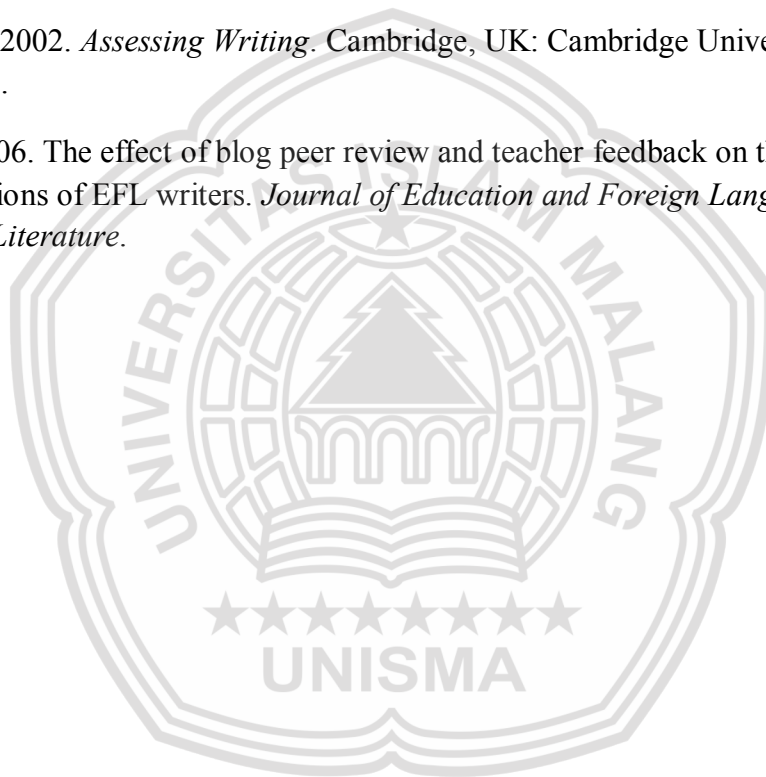 2002. Assessing Writing. Cambridge, UK: Cambridge Unive
.
06. The effect of blog peer review and teacher feedback on t
ions of EFL writers. Journal of Education and Foreign Lang
Literature.
UNIVERSITAS ISLAM MALANG
UNISMA